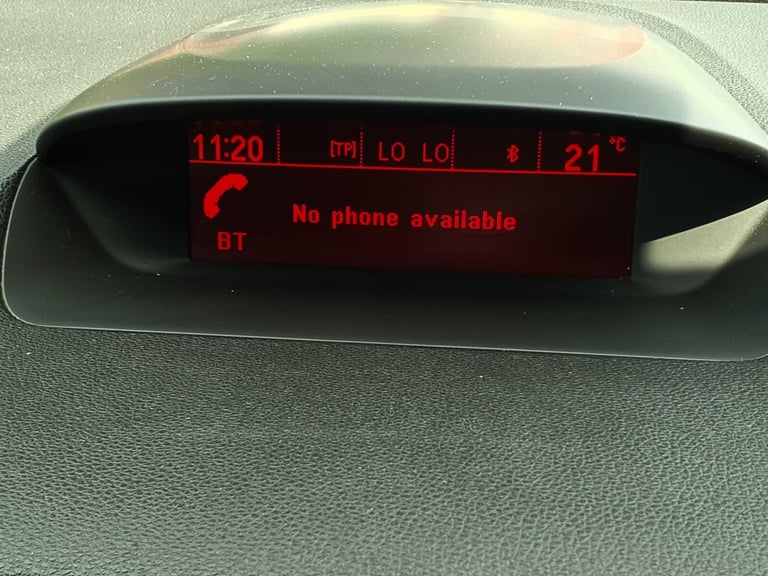 11:20 [TP] LO LO 21 °C
No phone available
BT